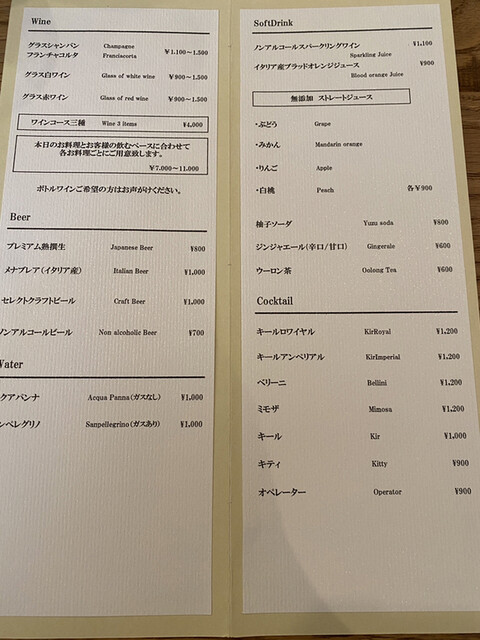 Wine
グラスシャンパン Champagne ￥1.100～1.500
フランチャコルタ Franciacorta
グラス白ワイン Glass of white wine ￥900～1.500
グラス赤ワイン Glass of red wine ￥900～1.500
ワインコース三種 Wine 3 items ¥4,000
本日のお料理とお客様の飲むペースに合わせて
各お料理ごとにご用意致します。
￥7.000～11.000
ボトルワインご希望の方はお声がけください。
Beer
プレミアム熟撰生 Japanese Beer ¥800
メナブレア（イタリア産） Italian Beer ¥1,000
セレクトクラフトビール Craft Beer ¥1,000
ノンアルコールビール Non alcoholic Beer ¥700
Water
クアパンナ Acqua Panna（ガスなし） ¥1,000
ンペレグリノ Sanpellegrino（ガスあり） ¥1,000
SoftDrink
ノンアルコールスパークリングワイン ¥1,100
Sparkling Juice
イタリア産ブラッドオレンジジュース ¥900
Blood orange Juice
無添加 ストレートジュース
・ぶどう Grape
・みかん Mandarin orange
・りんご Apple
・白桃 Peach 各￥900
柚子ソーダ Yuzu soda ¥800
ジンジャエール（辛口/甘口） Gingerale ¥600
ウーロン茶 Oolong Tea ¥600
Cocktail
キールロワイヤル KirRoyal ¥1,200
キールアンペリアル KirImperial ¥1,200
ベリーニ Bellini ¥1,200
ミモザ Mimosa ¥1,200
キール Kir ¥1,000
キティ Kitty ¥900
オペレーター Operator ¥900